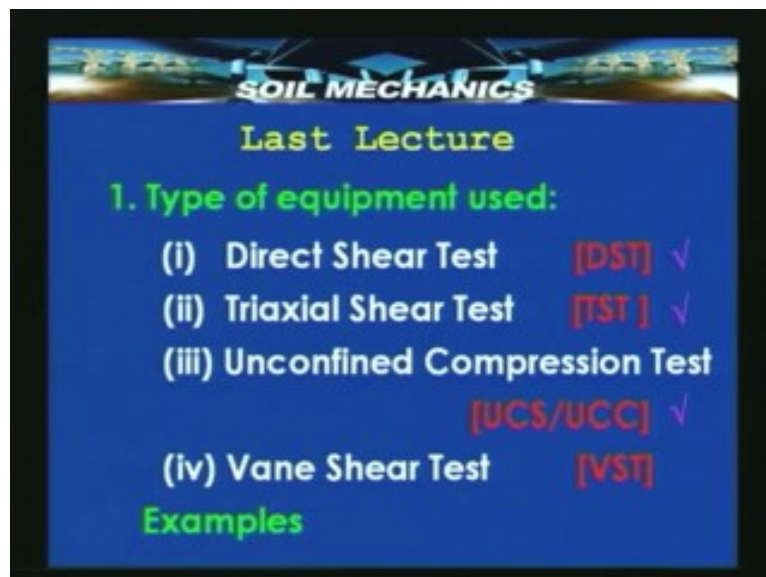 SOIL MECHANICS
Last Lecture
1. Type of equipment used:
(i) Direct Shear Test [DST] √
(ii) Triaxial Shear Test [TST ] √
(iii) Unconfined Compression Test
[UCS/UCC] √
(iv) Vane Shear Test [VST]
Examples